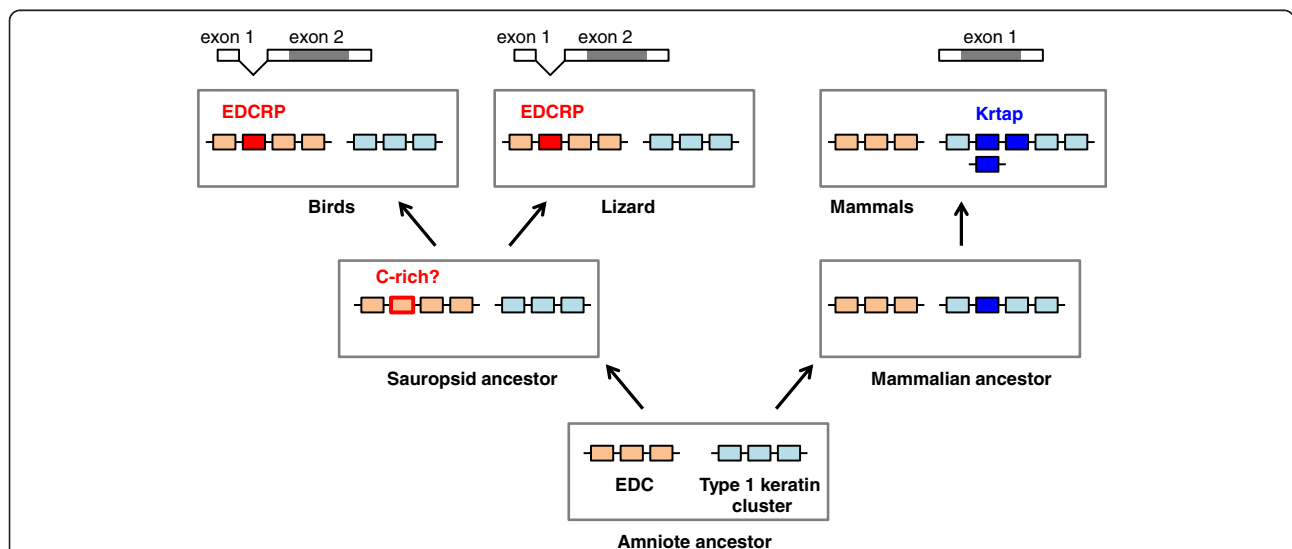 exon 1 exon 2 exon 1 exon 2 exon 1
EDCRP EDCRP Krtap
Birds Lizard Mammals
C-rich?
Sauropsid ancestor Mammalian ancestor
EDC Type 1 keratin
cluster
Amniote ancestor